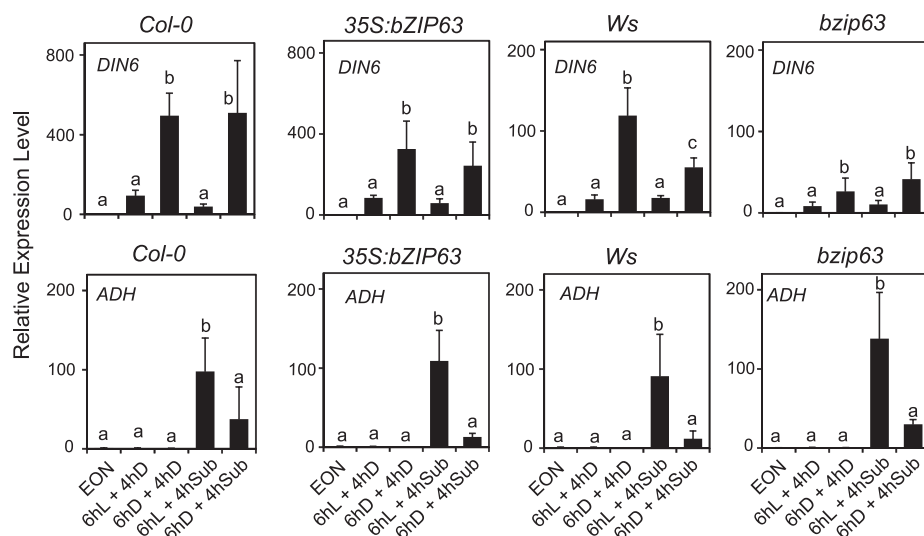 Col-0 35S:bZIP63 Ws bzip63
Relative Expression Level
800 DIN6 b b
400
a a a
0
800 DIN6
400 b b
a a a
0
200 DIN6 b
100 c
a a a
0
200 DIN6
100
b b
a a a
0
Col-0 35S:bZIP63 Ws bzip63
200 ADH
b
100 a
a a a
0
200 ADH
b
100
a a a a
0
200 ADH
b
100
a a a a
0
200 ADH b
100
a a a a
0
EON 6hL + 4hD 6hD + 4hD 6hL + 4hSub 6hD + 4hSub
EON 6hL + 4hD 6hD + 4hD 6hL + 4hSub 6hD + 4hSub
EON 6hL + 4hD 6hD + 4hD 6hL + 4hSub 6hD + 4hSub
EON 6hL + 4hD 6hD + 4hD 6hL + 4hSub 6hD + 4hSub